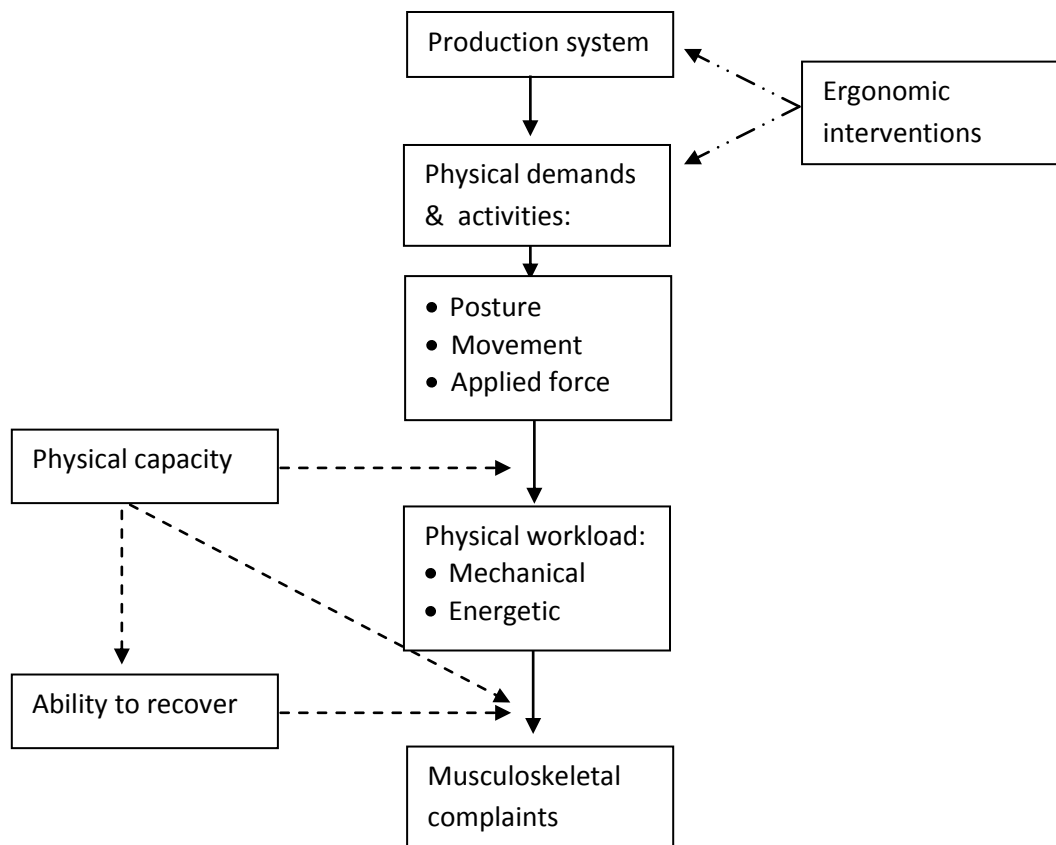 Production system
Ergonomic
interventions
Physical demands
& activities:
• Posture
• Movement
• Applied force
Physical capacity
Physical workload:
• Mechanical
• Energetic
Ability to recover
Musculoskeletal
complaints